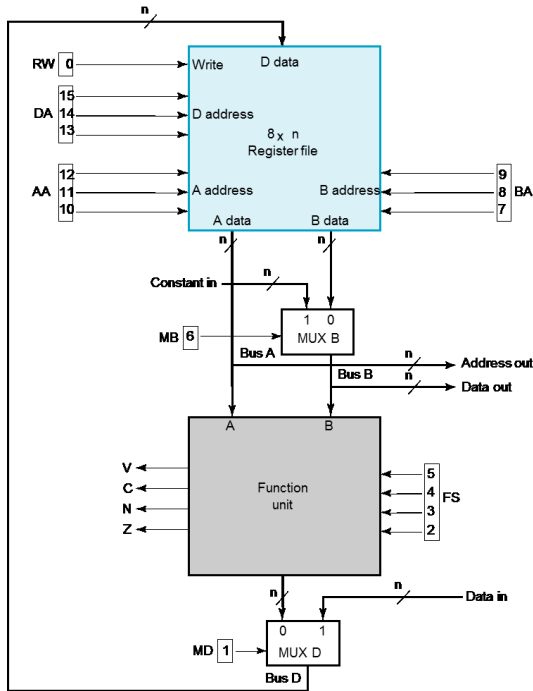 n
RW 0 Write D data
15
DA 14 D address
13
8 x n
Register file
12
AA 11 A address
10
9
B address 8 BA
7
A data B data
n n
Constant in n
1 0
MB 6 MUX B
Bus A n Address out
Bus B n Data out
A B
V
C
N
Z
Function
unit
5
4 FS
3
2
n n Data in
0 1
MD 1 MUX D
Bus D